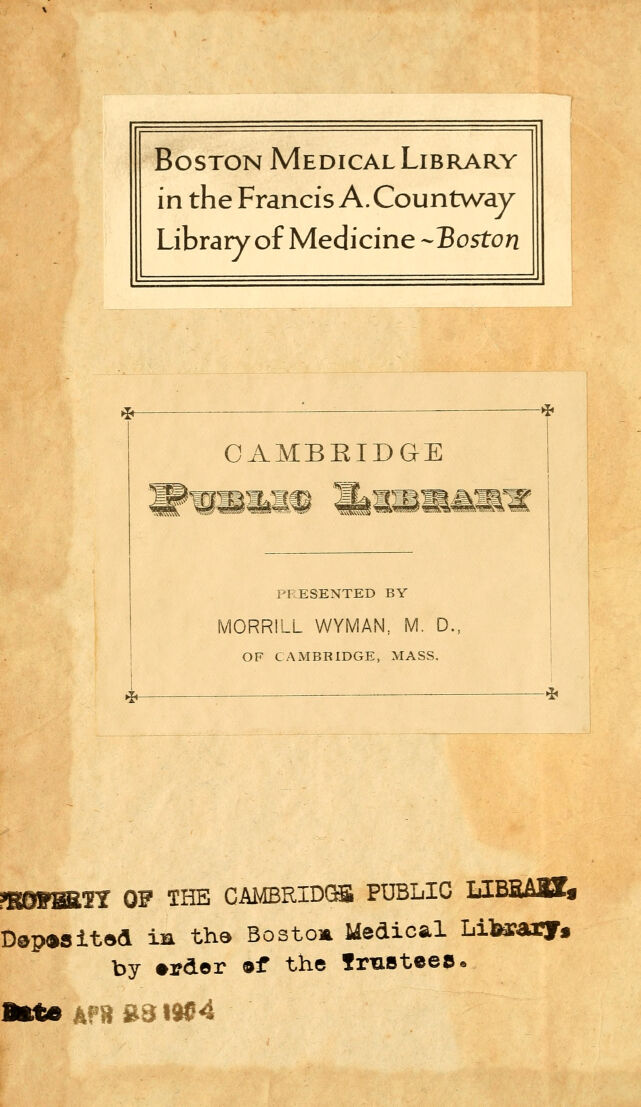 BOSTON MEDICAL LIBRARY
in the Francis A. Countway
Library of Medicine ~ Boston
CAMBRIDGE
PUBLIC LIBRARY
PRESENTED BY
MORRILL WYMAN, M. D.,
OF CAMBRIDGE, MASS.
PROPERTY OF THE CAMBRIDGE PUBLIC LIBRARY,
Deposited in the Boston Medical Library,
by order of the Trustees.
Date APR 28 1904